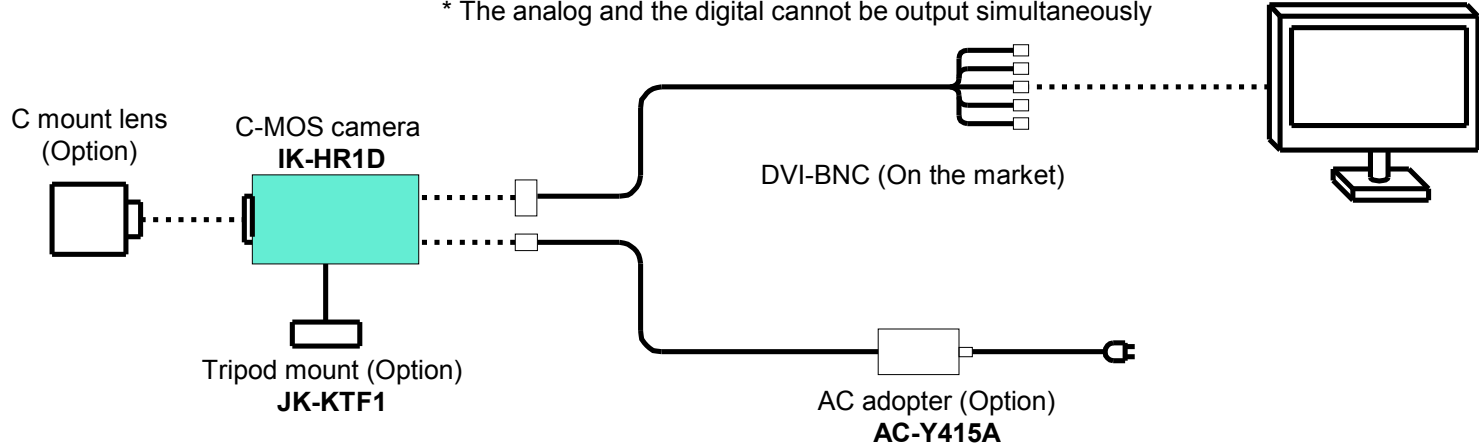 * The analog and the digital cannot be output simultaneously
C mount lens
(Option)
C-MOS camera
IK-HR1D
DVI-BNC (On the market)
Tripod mount (Option)
JK-KTF1
AC adopter (Option)
AC-Y415A